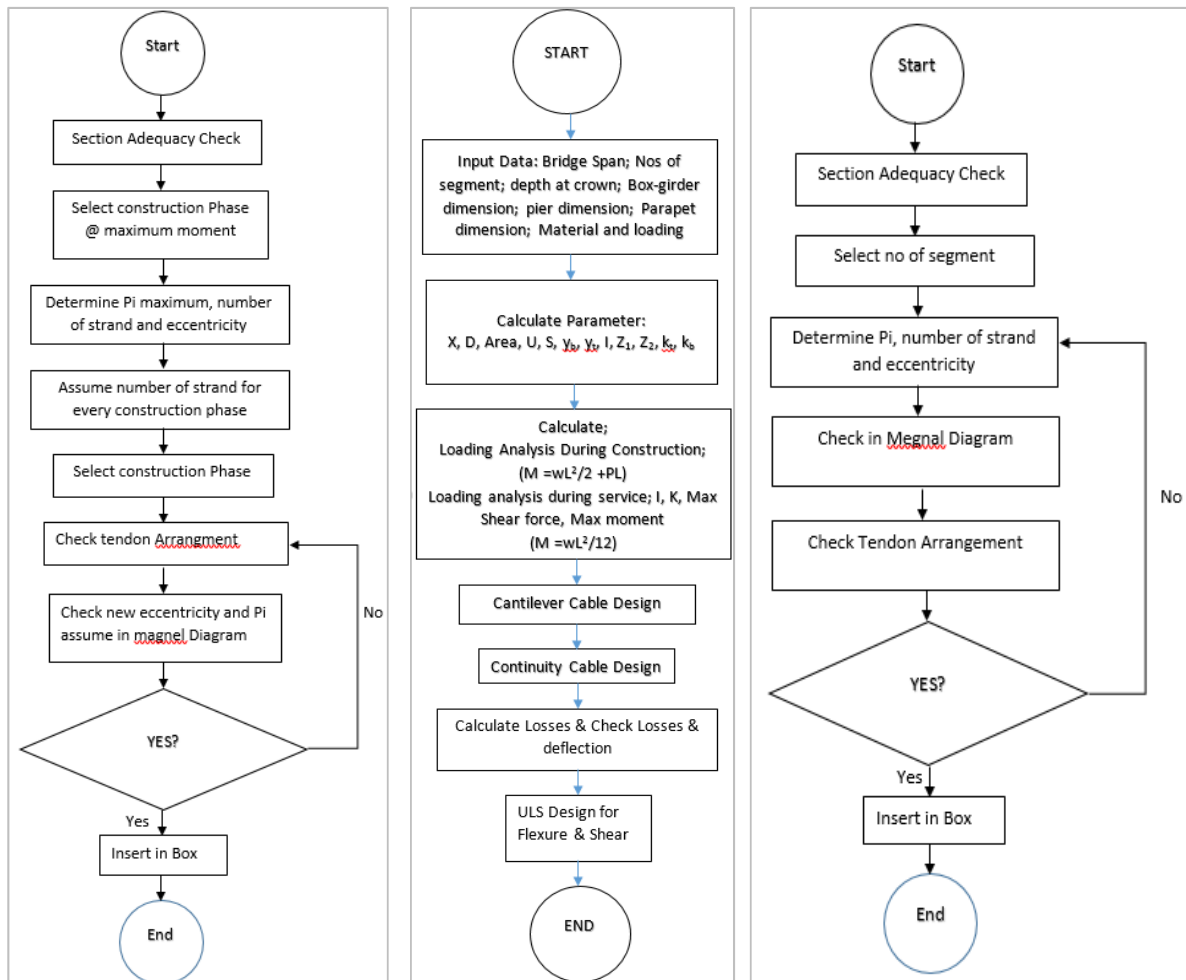 Start
Section Adequacy Check
Select construction Phase
@ maximum moment
Determine Pi maximum, number
of strand and eccentricity
Assume number of strand for
every construction phase
Select construction Phase
Check tendon Arrangment
Check new eccentricity and Pi
assume in magnel Diagram
No
YES?
Yes
Insert in Box
End
START
Input Data: Bridge Span; Nos of
segment; depth at crown; Box-girder
dimension; pier dimension; Parapet
dimension; Material and loading
Calculate Parameter:
X, D, Area, U, S, yb, yt, I, Z1, Z2, kt, kb
Calculate;
Loading Analysis During Construction;
(M =wL²/2 +PL)
Loading analysis during service; I, K, Max
Shear force, Max moment
(M =wL²/12)
Cantilever Cable Design
Continuity Cable Design
Calculate Losses & Check Losses &
deflection
ULS Design for
Flexure & Shear
END
Start
Section Adequacy Check
Select no of segment
Determine Pi, number of strand
and eccentricity
Check in Megnal Diagram
No
Check Tendon Arrangement
YES?
Yes
Insert in Box
End